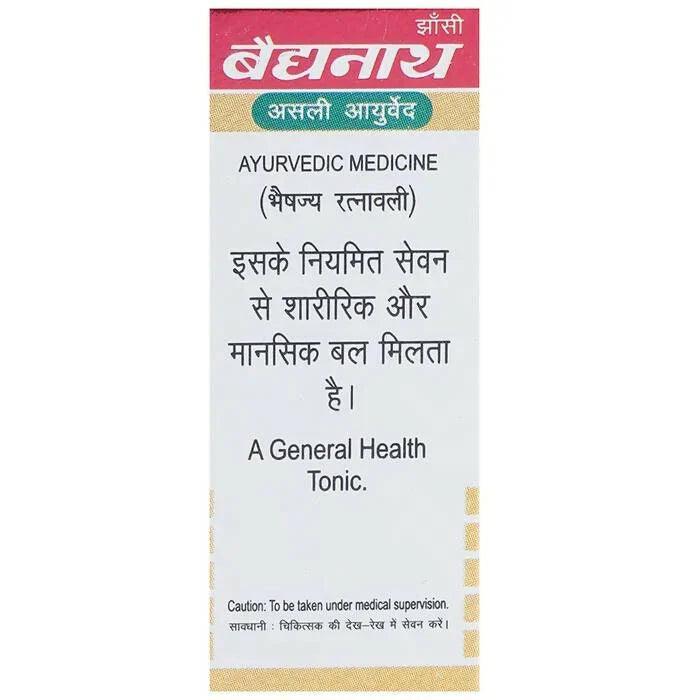 झाँसी
बैद्यनाथ
असली आयुर्वेद
AYURVEDIC MEDICINE
(भैषज्य रत्नावली)
इसके नियमित सेवन
से शारीरिक और
मानसिक बल मिलता
है।
A General Health
Tonic.
Caution: To be taken under medical supervision.
सावधानी : चिकित्सक की देख-रेख में सेवन करें।